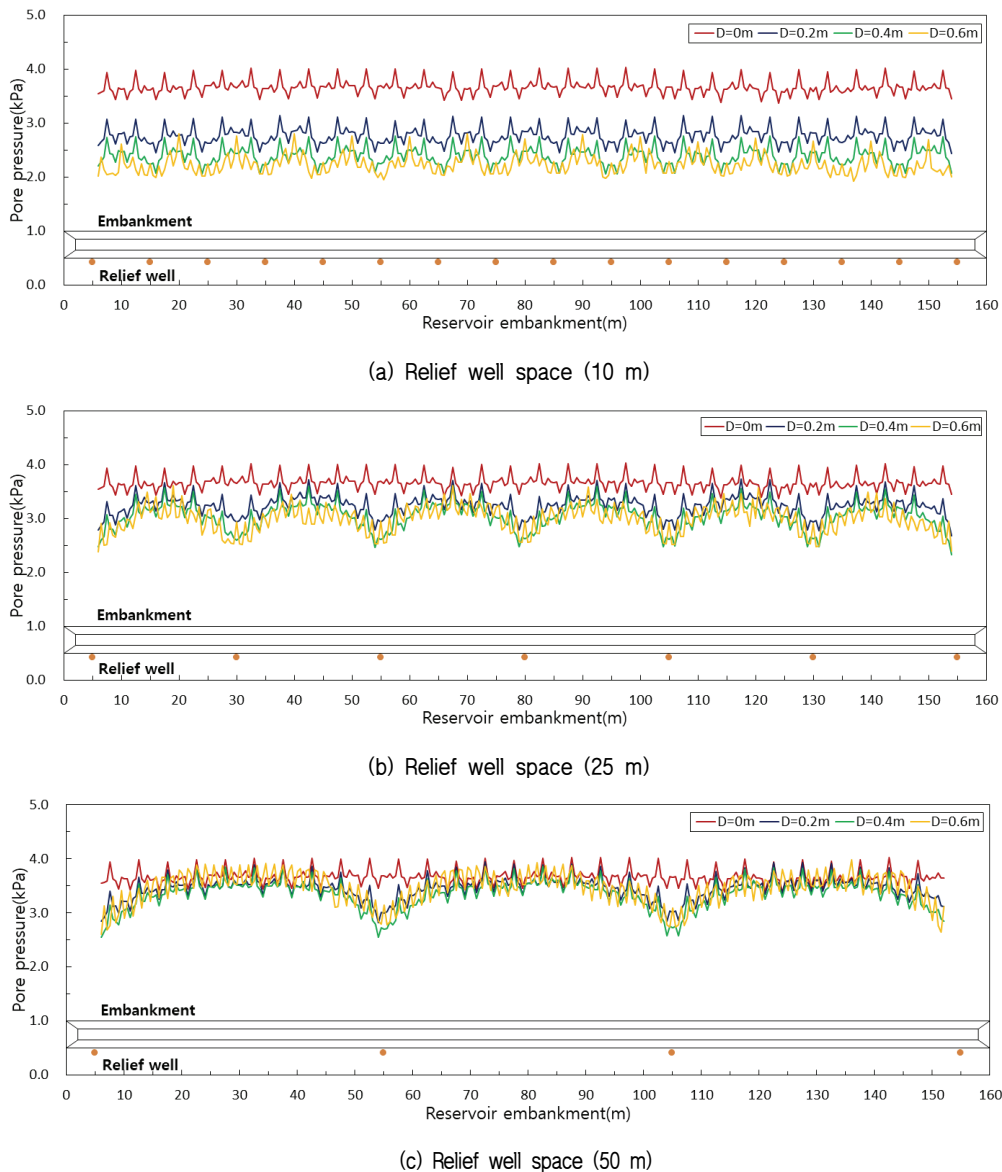 5.0
4.0
3.0
2.0
1.0
0.0
Pore pressure(kPa)
D=0m D=0.2m D=0.4m D=0.6m
Embankment
Relief well
0 10 20 30 40 50 60 70 80 90 100 110 120 130 140 150 160
Reservoir embankment(m)
(a) Relief well space (10 m)
5.0
4.0
3.0
2.0
1.0
0.0
Pore pressure(kPa)
D=0m D=0.2m D=0.4m D=0.6m
Embankment
Relief well
0 10 20 30 40 50 60 70 80 90 100 110 120 130 140 150 160
Reservoir embankment(m)
(b) Relief well space (25 m)
5.0
4.0
3.0
2.0
1.0
0.0
Pore pressure(kPa)
D=0m D=0.2m D=0.4m D=0.6m
Embankment
Relief well
0 10 20 30 40 50 60 70 80 90 100 110 120 130 140 150 160
Reservoir embankment(m)
(c) Relief well space (50 m)